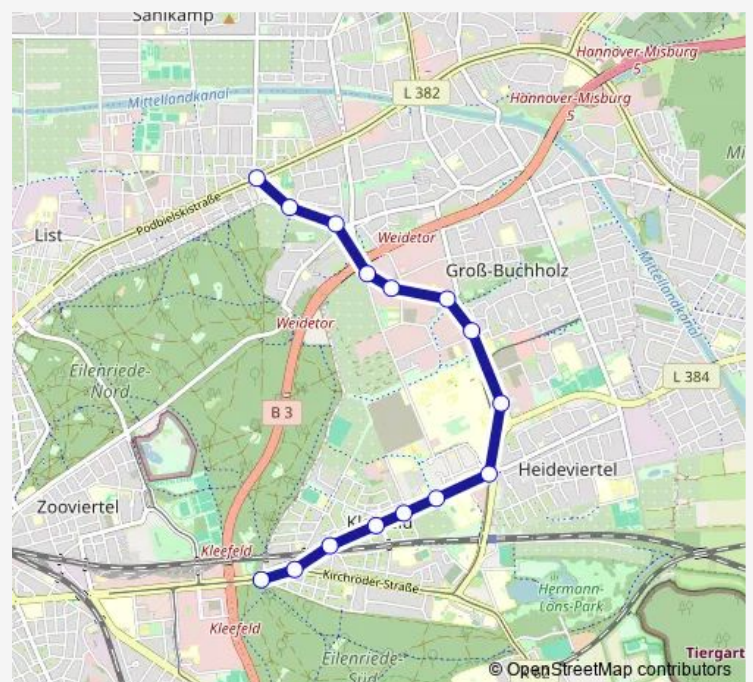 Sahlkamp
Hannover-Misburg
5
Mittellandkanal
L 382
Hannover-Misburg
5
Podbielskistraße
List
Weidetor
Groß-Buchholz
Mittellandkanal
Weidetor
Eilenriede-
Nord
L 384
B 3
Heideviertel
Zooviertel
Kleefeld
Kirchröder-Straße
Hermann-
Löns-Park
Kleefeld
Eilenriede-
Süd
Tiergart
© OpenStreetMap contributors